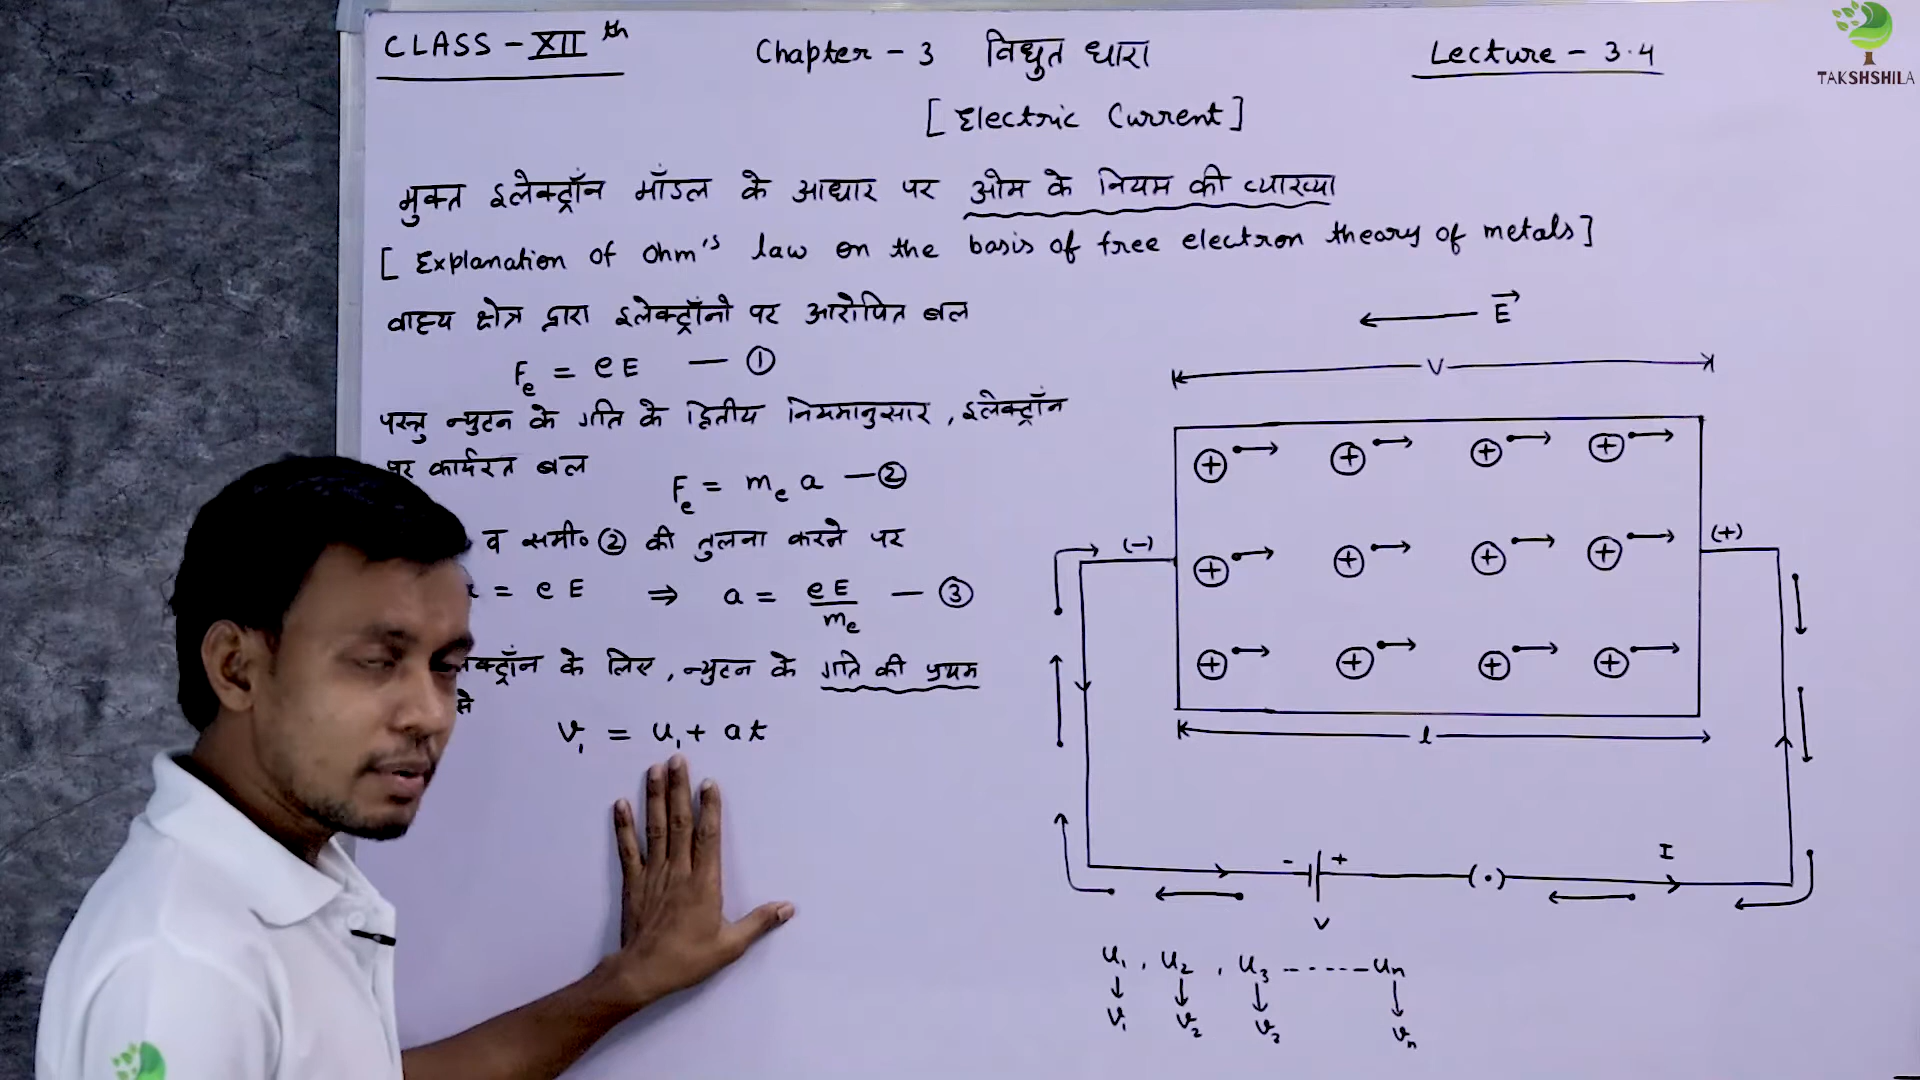 CLASS - XII th
Chapter - 3 विधुत धारा
Lecture - 3.4
TAKSHSHILA
[ Electric Current ]
मुक्त इलेक्ट्रॉन मॉडल के आधार पर ओम के नियम की व्याख्या
[ Explanation of Ohm's law on the basis of free electron theory of metals ]
वाह्य क्षेत्र द्वारा इलेक्ट्रॉनो पर आरोपित बल
Fe = eE — ①
परन्तु न्युटन के गति के द्वितीय नियमानुसार, इलेक्ट्रॉन
पर कार्यरत बल
Fe = me a — ②
व समी० ② की तुलना करने पर
= eE ⇒ a = eE/me — ③
के लिए, न्युटन के गति की प्रथम
से
v₁ = u₁ + at
E
V
+ + + +
(-) + + + + (+)
+ + + +
l
- + (.) I
V
u₁, u₂, u₃ ------ un
↓ ↓ ↓ ↓
v₁ v₂ v₃ vn